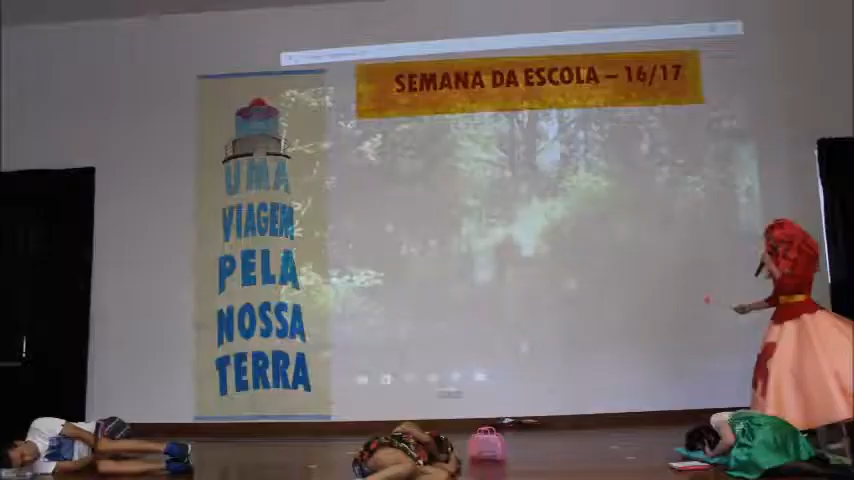 SEMANA DA ESCOLA – 16/17
UMA
VIAGEM
PELA
NOSSA
TERRA